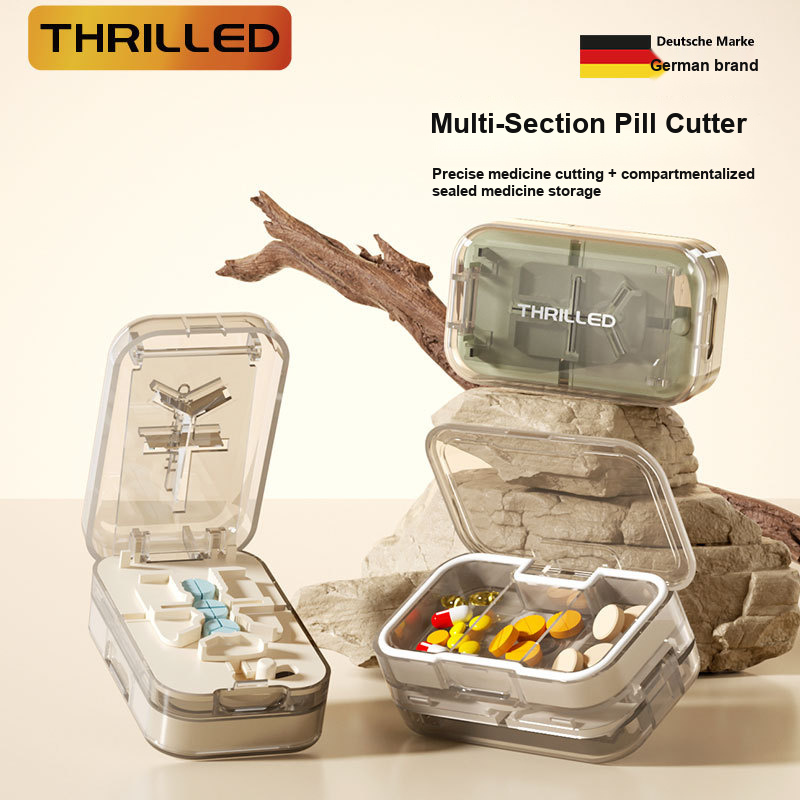 THRILLED
Deutsche Marke
German brand
Multi-Section Pill Cutter
Precise medicine cutting + compartmentalized
sealed medicine storage
THRILLED